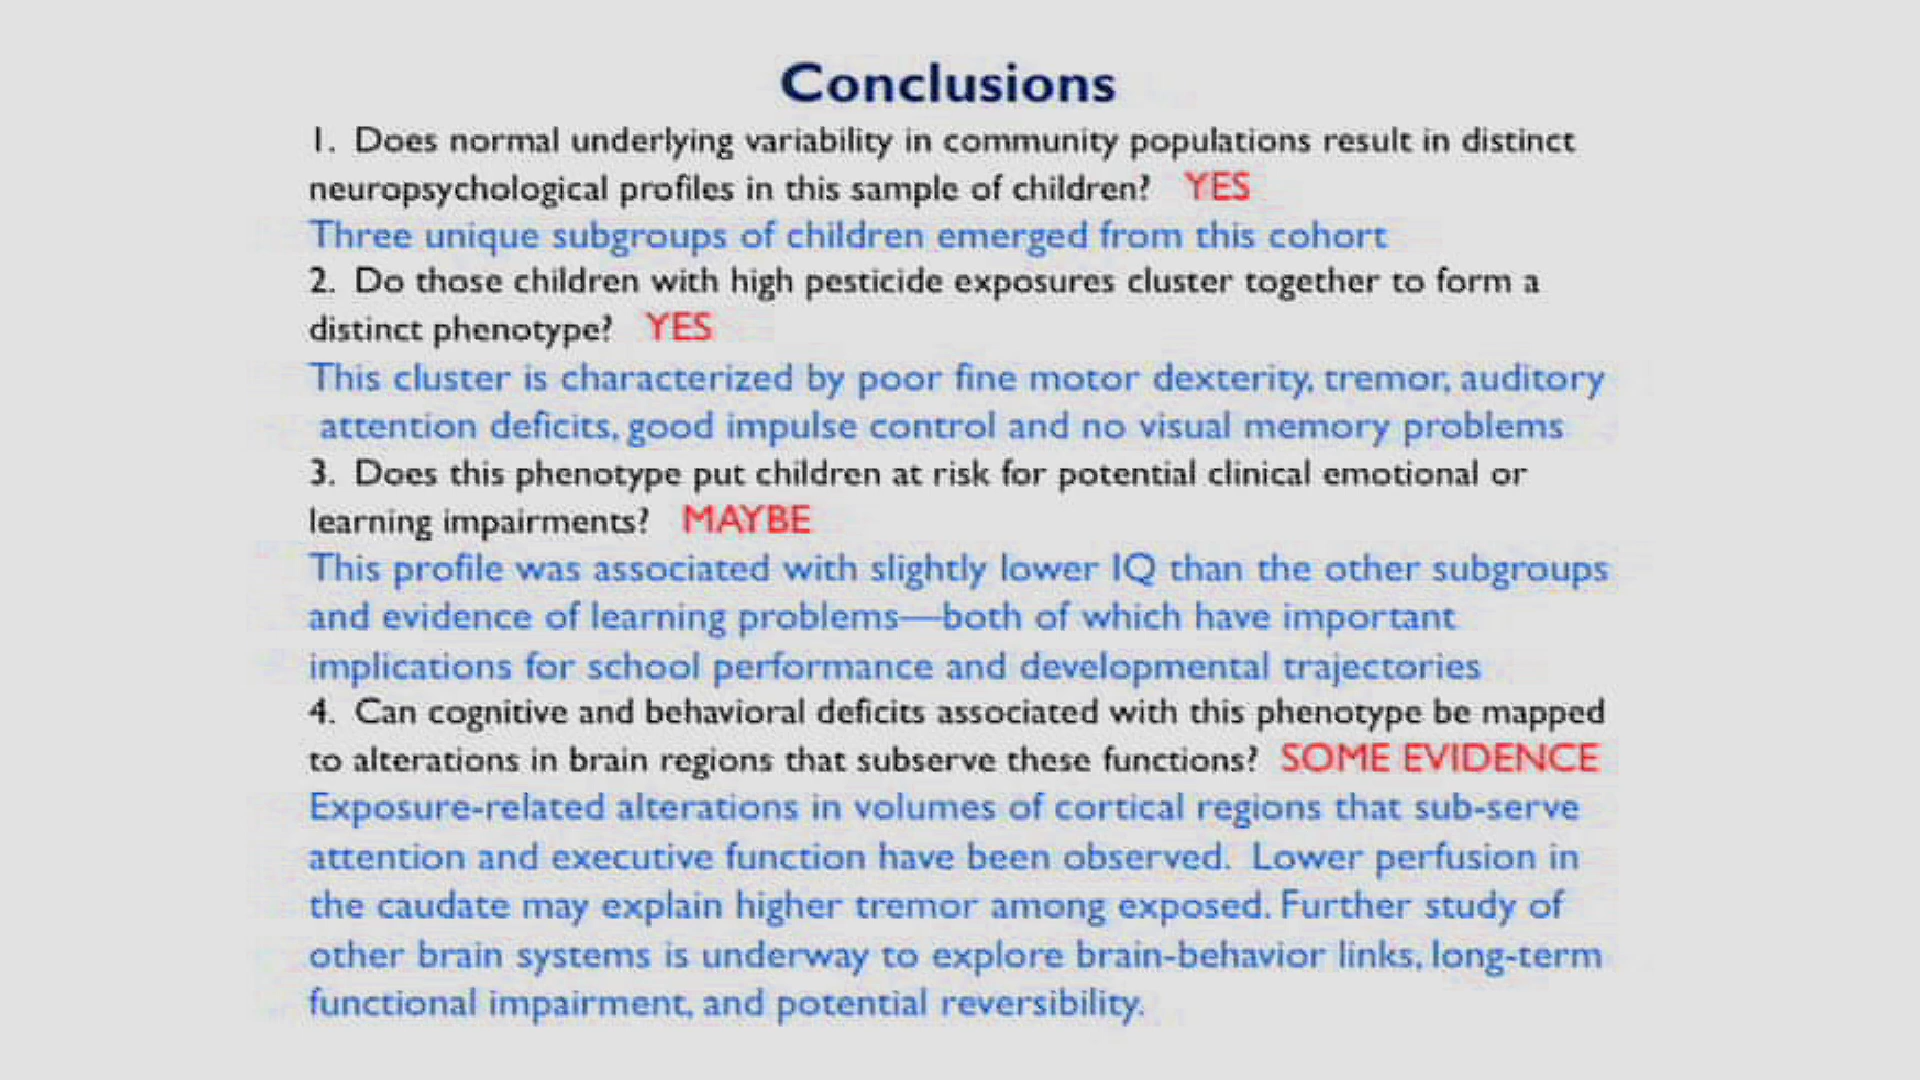 Conclusions
1. Does normal underlying variability in community populations result in distinct
neuropsychological profiles in this sample of children? YES
Three unique subgroups of children emerged from this cohort
2. Do those children with high pesticide exposures cluster together to form a
distinct phenotype? YES
This cluster is characterized by poor fine motor dexterity, tremor, auditory
attention deficits, good impulse control and no visual memory problems
3. Does this phenotype put children at risk for potential clinical emotional or
learning impairments? MAYBE
This profile was associated with slightly lower IQ than the other subgroups
and evidence of learning problems—both of which have important
implications for school performance and developmental trajectories
4. Can cognitive and behavioral deficits associated with this phenotype be mapped
to alterations in brain regions that subserve these functions? SOME EVIDENCE
Exposure-related alterations in volumes of cortical regions that sub-serve
attention and executive function have been observed. Lower perfusion in
the caudate may explain higher tremor among exposed. Further study of
other brain systems is underway to explore brain-behavior links, long-term
functional impairment, and potential reversibility.